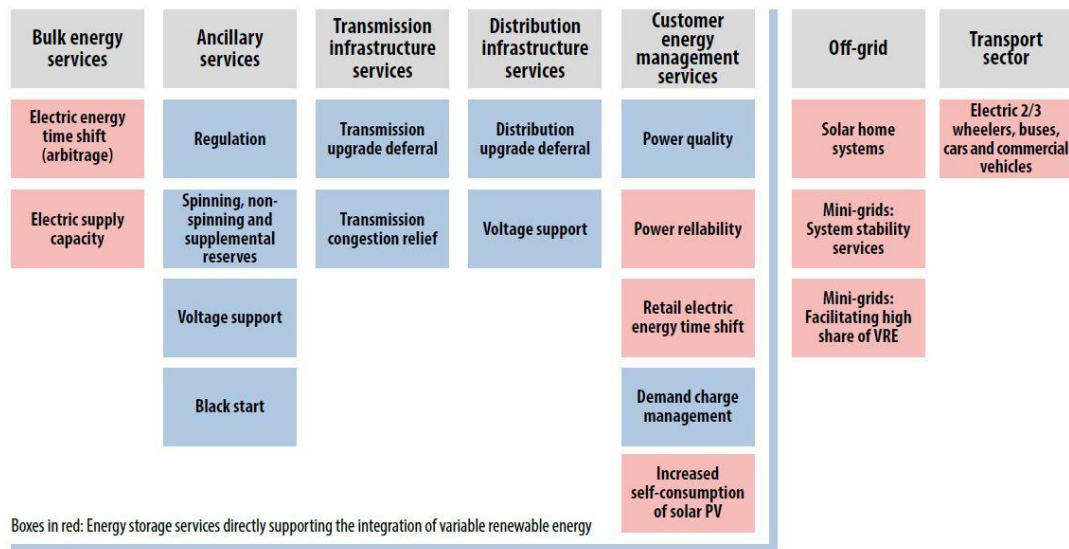 Bulk energy
services
Ancillary
services
Transmission
infrastructure
services
Distribution
infrastructure
services
Customer
energy
management
services
Off-grid
Transport
sector
Electric energy
time shift
(arbitrage)
Regulation
Transmission
upgrade deferral
Distribution
upgrade deferral
Power quality
Solar home
systems
Electric 2/3
wheelers, buses,
cars and commercial
vehicles
Electric supply
capacity
Spinning, non-
spinning and
supplemental
reserves
Transmission
congestion relief
Voltage support
Power rellability
Mini-grids:
System stability
services
Voltage support
Retail electric
energy time shift
Mini-grids:
Facilitating high
share of VRE
Black start
Demand charge
management
Increased
self-consumption
of solar PV
Boxes in red: Energy storage services directly supporting the integration of variable renewable energy